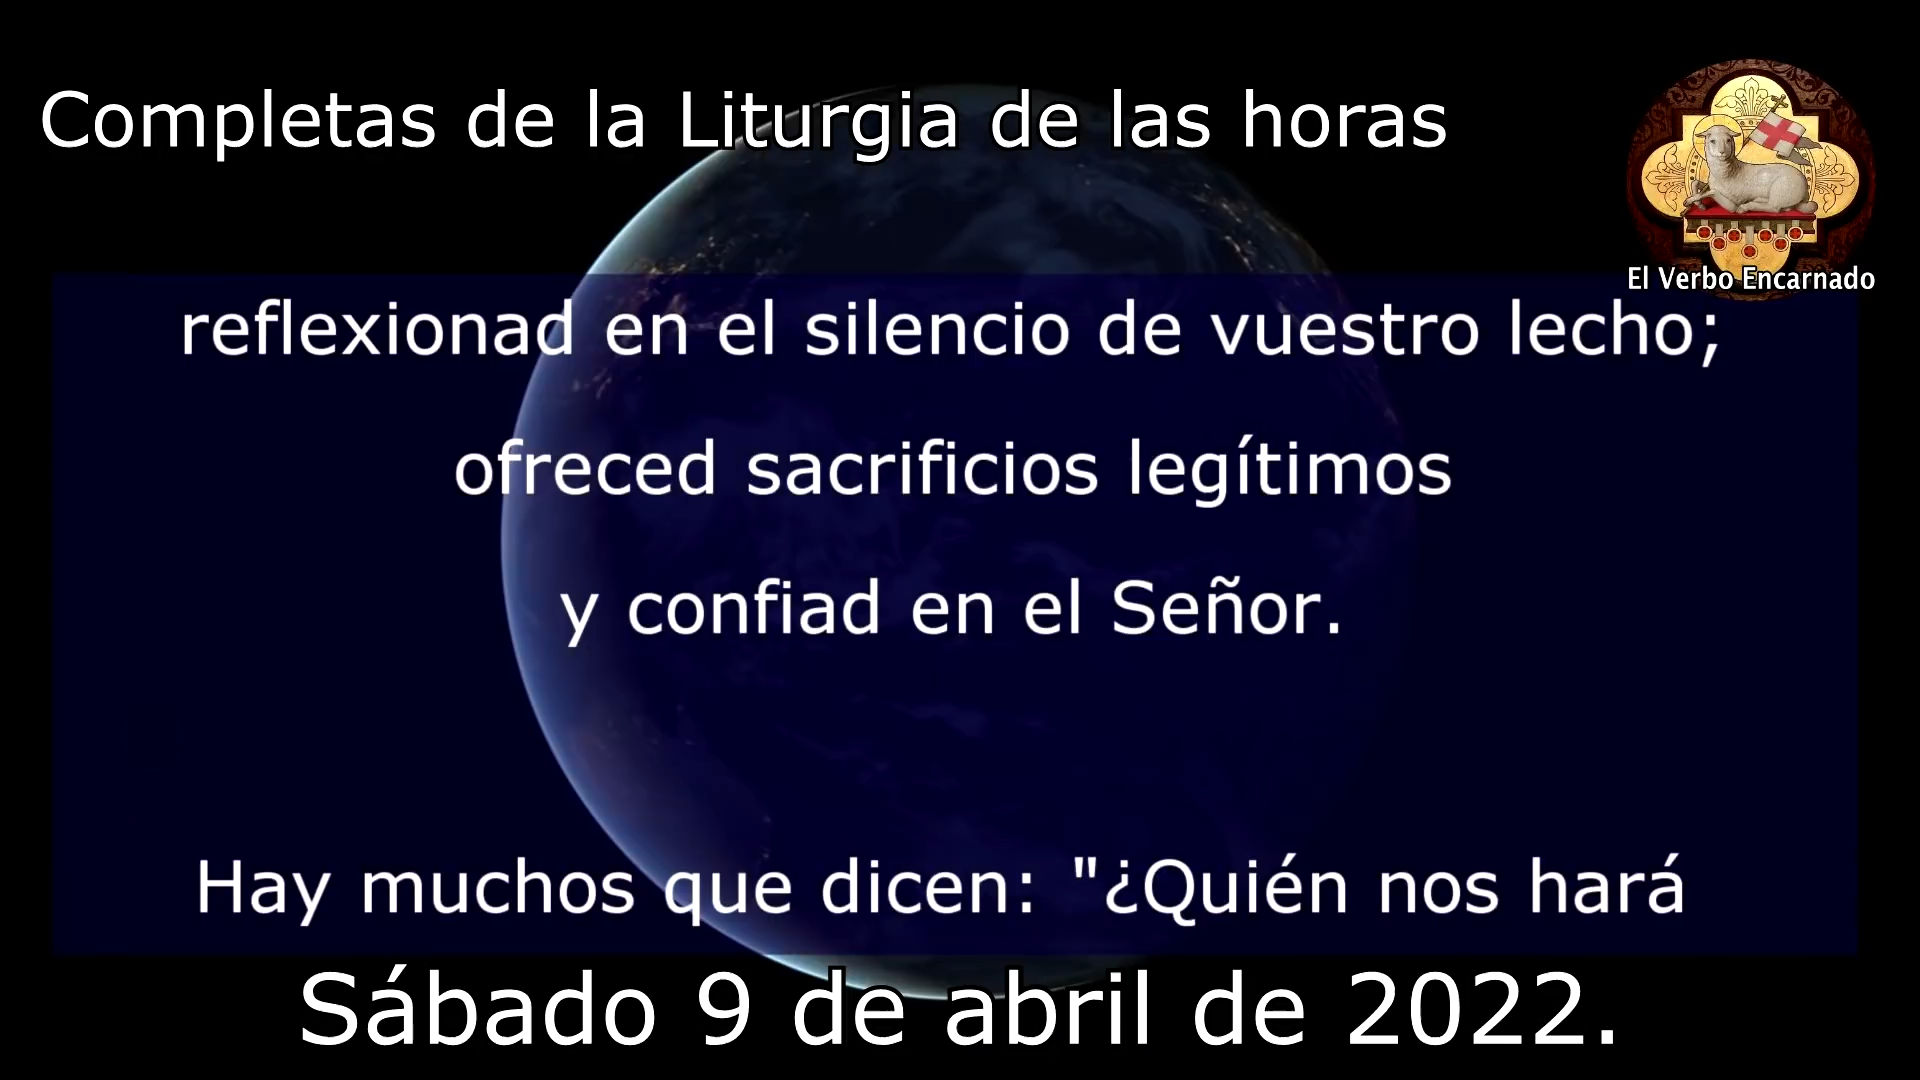 Completas de la Liturgia de las horas
El Verbo Encarnado
reflexionad en el silencio de vuestro lecho;
ofreced sacrificios legítimos
y confiad en el Señor.
Hay muchos que dicen: "¿Quién nos hará
Sábado 9 de abril de 2022.